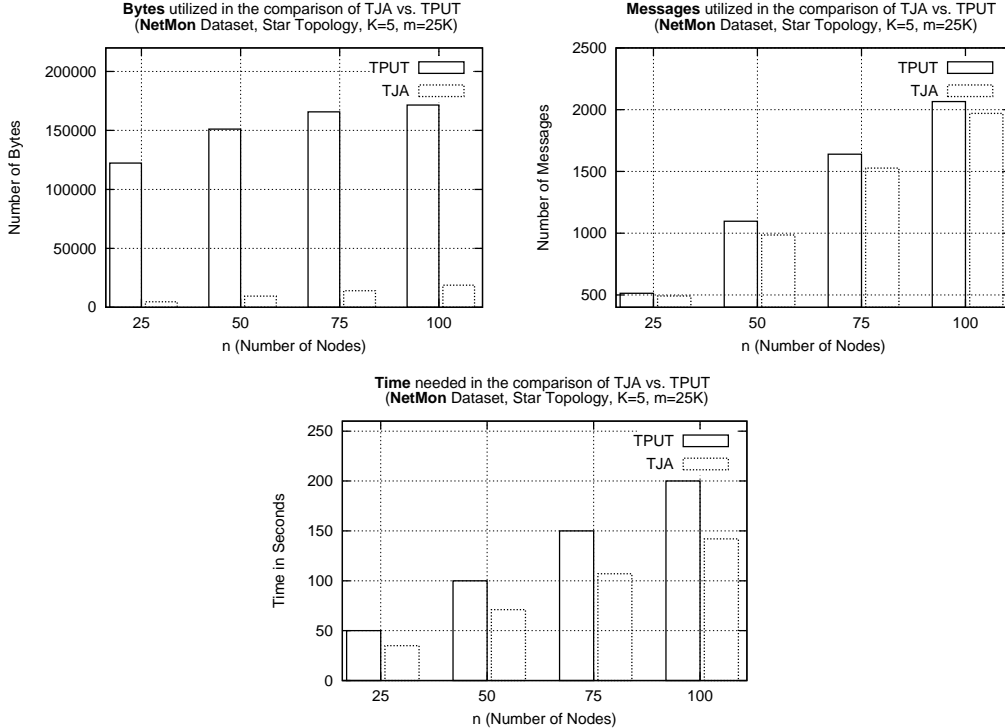 Bytes utilized in the comparison of TJA vs. TPUT
(NetMon Dataset, Star Topology, K=5, m=25K)
200000
150000
100000
50000
0
Number of Bytes
TPUT
TJA
25 50 75 100
n (Number of Nodes)
Messages utilized in the comparison of TJA vs. TPUT
(NetMon Dataset, Star Topology, K=5, m=25K)
2500
2000
1500
1000
500
Number of Messages
TPUT
TJA
25 50 75 100
n (Number of Nodes)
Time needed in the comparison of TJA vs. TPUT
(NetMon Dataset, Star Topology, K=5, m=25K)
250
200
150
100
50
0
Time in Seconds
TPUT
TJA
25 50 75 100
n (Number of Nodes)